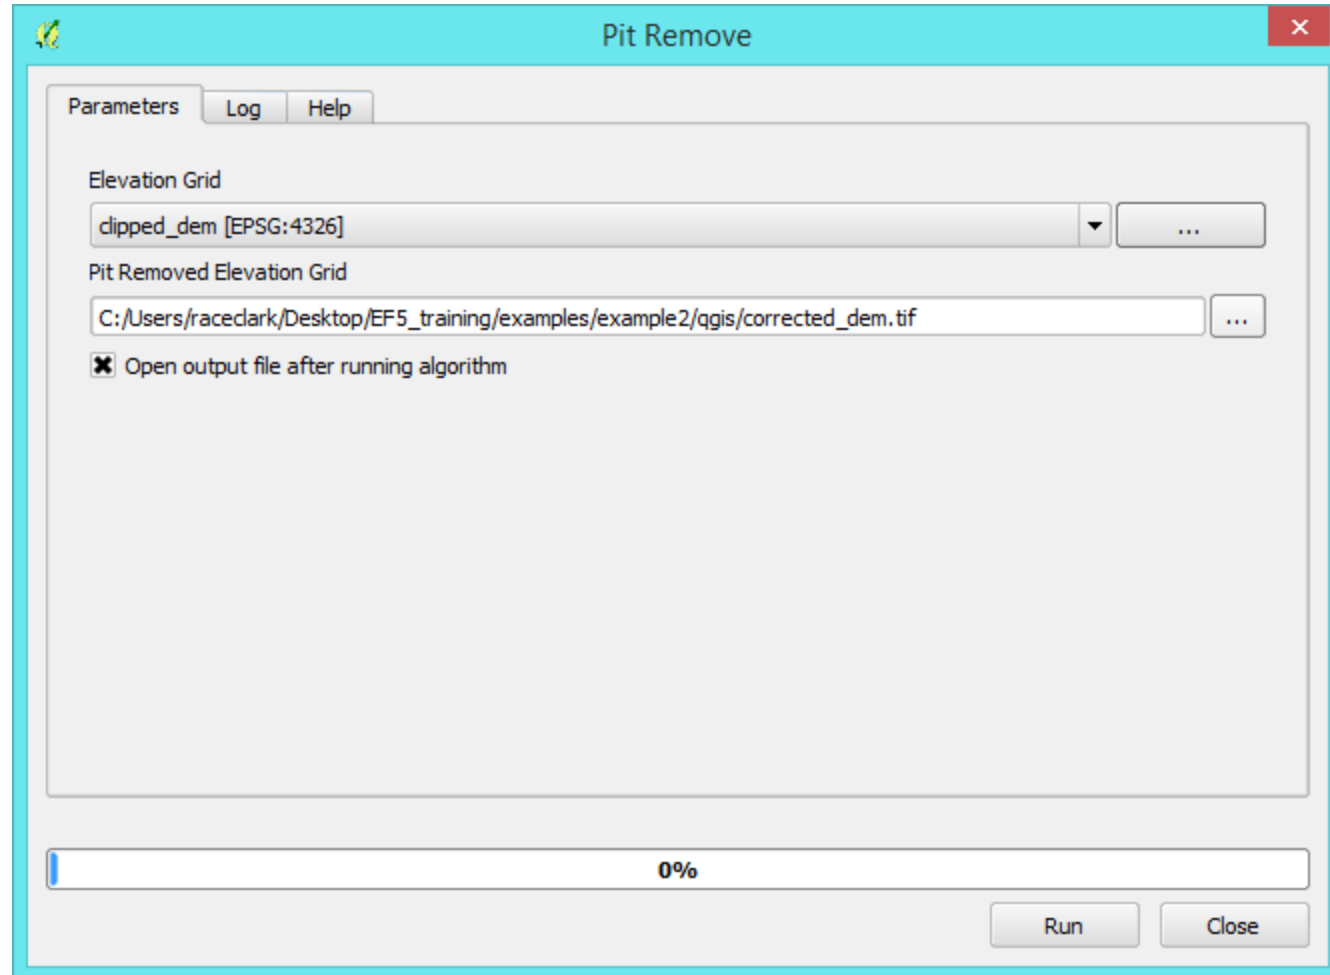 Pit Remove
Parameters Log Help
Elevation Grid
clipped_dem [EPSG:4326]
...
Pit Removed Elevation Grid
C:/Users/raceclark/Desktop/EF5_training/examples/example2/qgis/corrected_dem.tif
...
Open output file after running algorithm
0%
Run Close